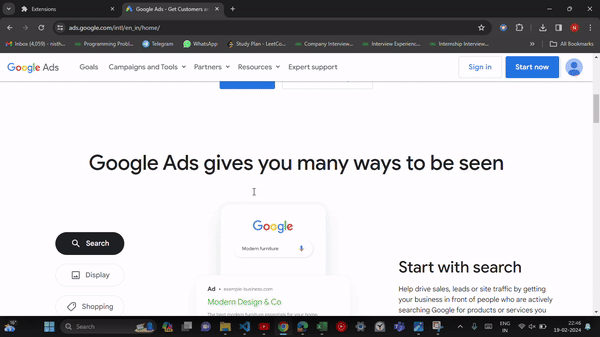 Extensions
Google Ads - Get Customers a
ads.google.com/intl/en_in/home/
Inbox (4,059) - nisth...
Programming Probl...
Telegram
WhatsApp
Study Plan - LeetCo...
Company Interview...
Interview Experienc...
Internship Interview...
All Bookmarks
Google Ads
Goals
Campaigns and Tools
Partners
Resources
Expert support
Sign in
Start now
Google Ads gives you many ways to be seen
Search
Display
Shopping
Google
Modern furniture
Ad • example-business.com
Modern Design & Co
Start with search
Help drive sales, leads or site traffic by getting
your business in front of people who are actively
searching Google for products or services you
Search
ENG
IN
22:46
19-02-2024